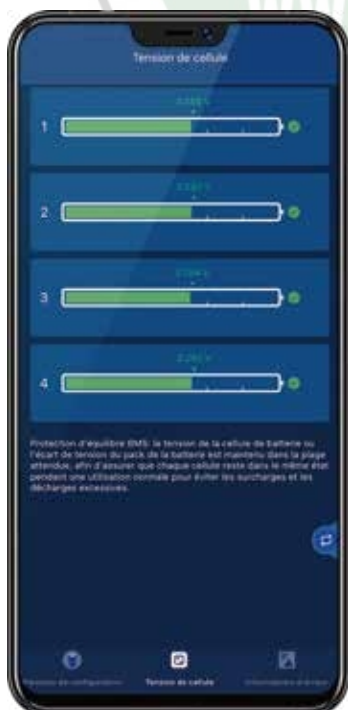 Tension de cellule
1
2
3
4
Protection d'équilibre BMS: la tension de la cellule de batterie ou
l'écart de tension du pack de la batterie est maintenu dans la plage
attendue, afin d'assurer que chaque cellule reste dans le même état
pendant une utilisation normale pour éviter les surcharges et les
décharges excessives.
Tension de cellule